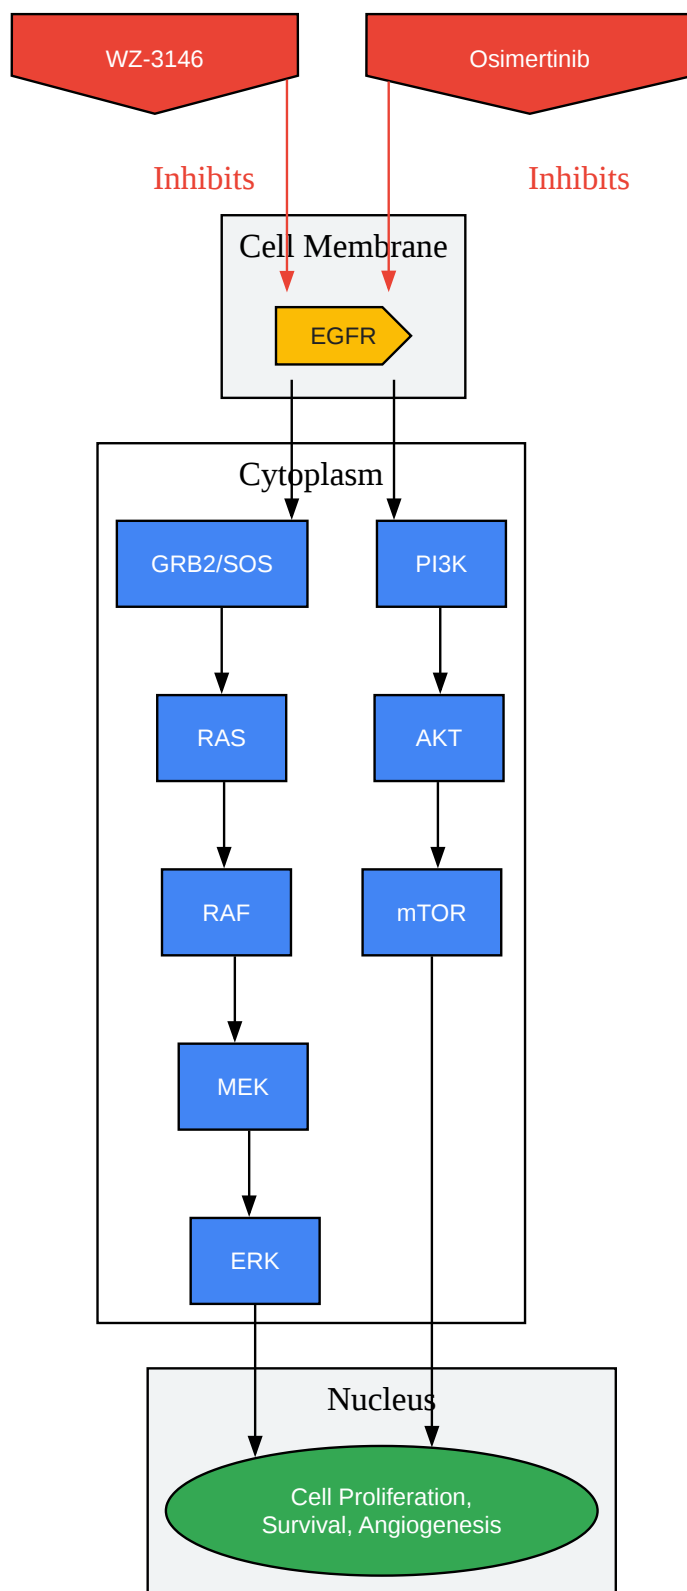 WZ-3146
Osimertinib
Inhibits
Inhibits
Cell Membrane
EGFR
Cytoplasm
GRB2/SOS
PI3K
RAS
AKT
RAF
mTOR
MEK
ERK
Nucleus
Cell Proliferation,
Survival, Angiogenesis